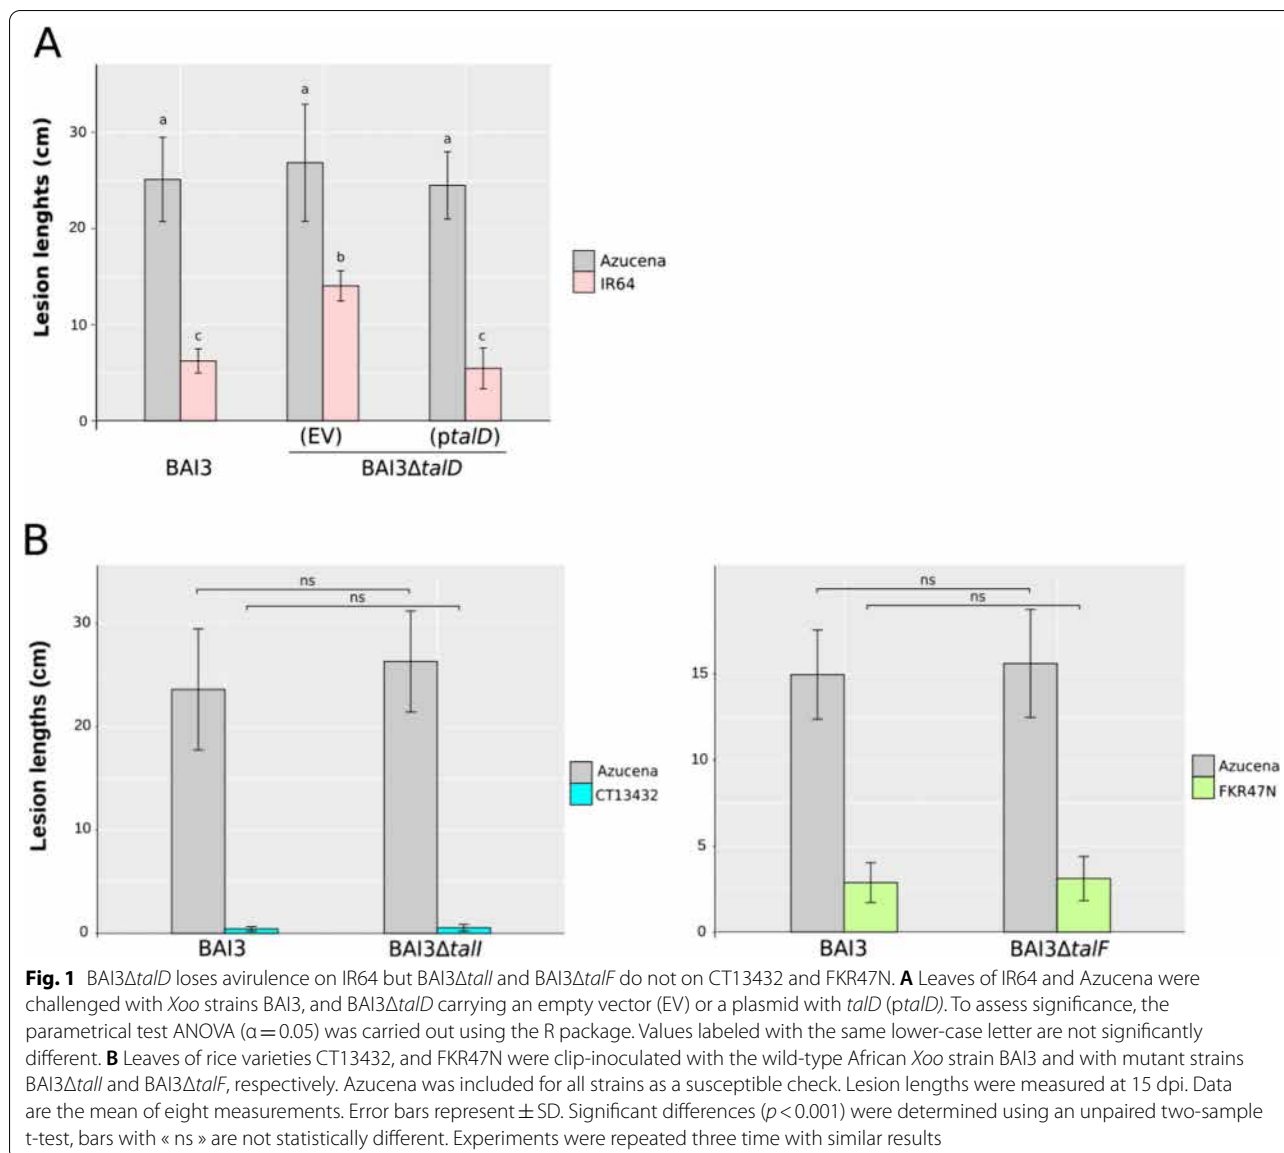 A
Lesion lenghts (cm)
30
20
10
0
a
c
a
b
a
c
Azucena
IR64
(EV)
(ptalD)
BAI3
BAI3ΔtalD
B
Lesion lengths (cm)
30
20
10
0
ns
ns
Azucena
CT13432
BAI3
BAI3ΔtalI
15
10
5
0
ns
ns
Azucena
FKR47N
BAI3
BAI3ΔtalF
Fig. 1 BAI3ΔtalD loses avirulence on IR64 but BAI3ΔtalI and BAI3ΔtalF do not on CT13432 and FKR47N. A Leaves of IR64 and Azucena were
challenged with Xoo strains BAI3, and BAI3ΔtalD carrying an empty vector (EV) or a plasmid with talD (ptalD). To assess significance, the
parametrical test ANOVA (α = 0.05) was carried out using the R package. Values labeled with the same lower-case letter are not significantly
different. B Leaves of rice varieties CT13432, and FKR47N were clip-inoculated with the wild-type African Xoo strain BAI3 and with mutant strains
BAI3ΔtalI and BAI3ΔtalF, respectively. Azucena was included for all strains as a susceptible check. Lesion lengths were measured at 15 dpi. Data
are the mean of eight measurements. Error bars represent ± SD. Significant differences (p < 0.001) were determined using an unpaired two-sample
t-test, bars with « ns » are not statistically different. Experiments were repeated three time with similar results